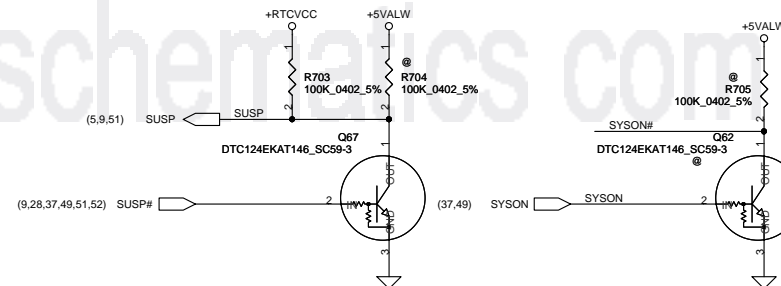 schematics com
+RTCVCC
+5VALW
1
1
@
R703
100K_0402_5%
R704
100K_0402_5%
2
2
(5,9,51) SUSP
SUSP
Q67
DTC124EKAT146_SC59-3
1
OUT
(9,28,37,49,51,52) SUSP#
2
IN
GND
3
+5VALW
1
@
R705
100K_0402_5%
2
SYSON#
Q62
DTC124EKAT146_SC59-3
@
1
OUT
(37,49) SYSON
SYSON
2
IN
GND
3